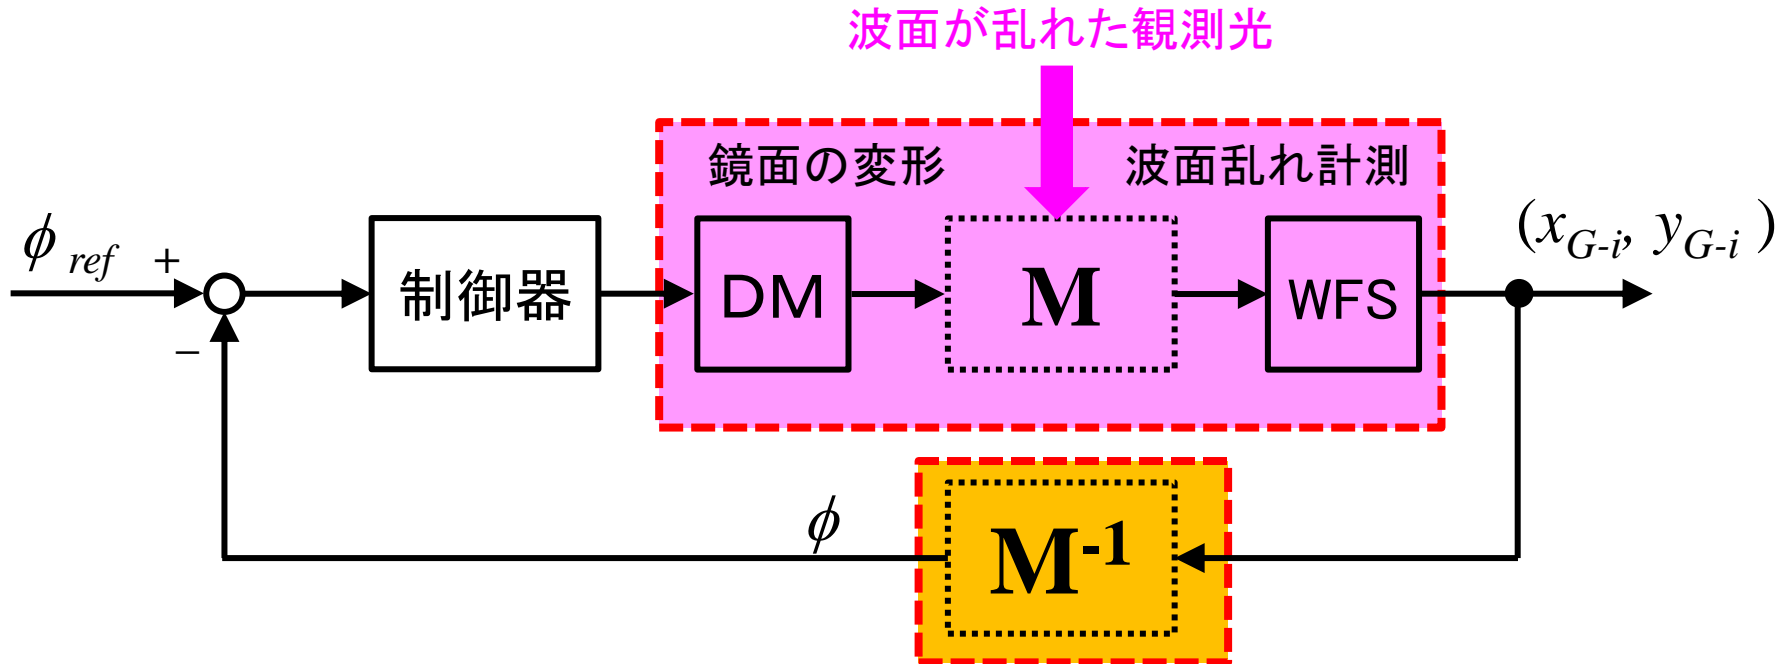 波面が乱れた観測光
鏡面の変形
波面乱れ計測
ϕ ref
+
−
制御器
DM
M
WFS
(xG-i, yG-i )
ϕ
M-1